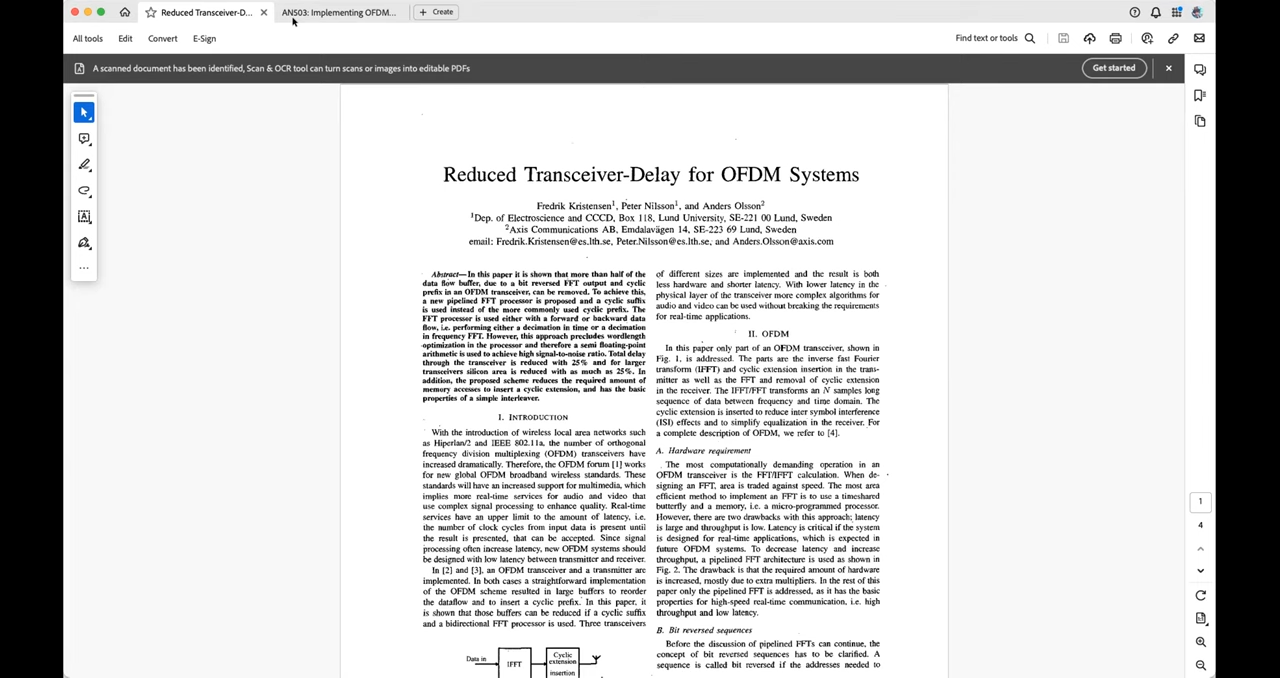 Reduced Transceiver-D...
AN503: Implementing OFDM...
+ Create
All tools
Edit
Convert
E-Sign
Find text or tools
A scanned document has been identified, Scan & OCR tool can turn scans or images into editable PDFs
Get started
Reduced Transceiver-Delay for OFDM Systems
Fredrik Kristensen1, Peter Nilsson1, and Anders Olsson2
1Dep. of Electroscience and CCCD, Box 118, Lund University, SE-221 00 Lund, Sweden
2Axis Communications AB, Emdalavägen 14, SE-223 69 Lund, Sweden
email: Fredrik.Kristensen@es.lth.se, Peter.Nilsson@es.lth.se, and Anders.Olsson@axis.com
Abstract—In this paper it is shown that more than half of the
data flow buffer, due to a bit reversed FFT output and cyclic
prefix in an OFDM transceiver, can be removed. To achieve this,
a new pipelined FFT processor is proposed and a cyclic suffix
is used instead of the more commonly used cyclic prefix. The
FFT processor is used either with a forward or backward data
flow, i.e. performing either a decimation in time or a decimation
in frequency FFT. However, this approach precludes wordlength
optimization in the processor and therefore a semi floating-point
arithmetic is used to achieve high signal-to-noise ratio. Total delay
through the transceiver is reduced with 25% and for larger
transceivers silicon area is reduced with as much as 25%. In
addition, the proposed scheme reduces the required amount of
memory accesses to insert a cyclic extension, and has the basic
properties of a simple interleaver.
I. INTRODUCTION
With the introduction of wireless local area networks such
as Hiperlan/2 and IEEE 802.11a, the number of orthogonal
frequency division multiplexing (OFDM) transceivers have
increased dramatically. Therefore, the OFDM forum [1] works
for new global OFDM broadband wireless standards. These
standards will have an increased support for multimedia, which
implies more real-time services for audio and video that
use complex signal processing to enhance quality. Real-time
services have an upper limit to the amount of latency, i.e.
the number of clock cycles from input data is present until
the result is presented, that can be accepted. Since signal
processing often increase latency, new OFDM systems should
be designed with low latency between transmitter and receiver.
In [2] and [3], an OFDM transceiver and a transmitter are
implemented. In both cases a straightforward implementation
of the OFDM scheme resulted in large buffers to reorder
the dataflow and to insert a cyclic prefix. In this paper, it
is shown that those buffers can be reduced if a cyclic suffix
and a bidirectional FFT processor is used. Three transceivers
Data in
IFFT
Cyclic
extension
insertion
of different sizes are implemented and the result is both
less hardware and shorter latency. With lower latency in the
physical layer of the transceiver more complex algorithms for
audio and video can be used without breaking the requirements
for real-time applications.
II. OFDM
In this paper only part of an OFDM transceiver, shown in
Fig. 1, is addressed. The parts are the inverse fast Fourier
transform (IFFT) and cyclic extension insertion in the trans-
mitter as well as the FFT and removal of cyclic extension
in the receiver. The IFFT/FFT transforms an N samples long
sequence of data between frequency and time domain. The
cyclic extension is inserted to reduce inter symbol interference
(ISI) effects and to simplify equalization in the receiver. For
a complete description of OFDM, we refer to [4].
A. Hardware requirement
The most computationally demanding operation in an
OFDM transceiver is the FFT/IFFT calculation. When de-
signing an FFT, area is traded against speed. The most area
efficient method to implement an FFT is to use a timeshared
butterfly and a memory, i.e. a micro-programmed processor.
However, there are two drawbacks with this approach; latency
is large and throughput is low. Latency is critical if the system
is designed for real-time applications, which is expected in
future OFDM systems. To decrease latency and increase
throughput, a pipelined FFT architecture is used as shown in
Fig. 2. The drawback is that the required amount of hardware
is increased, mostly due to extra multipliers. In the rest of this
paper only the pipelined FFT is addressed, as it has the basic
properties for high-speed real-time communication, i.e. high
throughput and low latency.
B. Bit reversed sequences
Before the discussion of pipelined FFTs can continue, the
concept of bit reversed sequences has to be clarified. A
sequence is called bit reversed if the addresses needed to
1
4